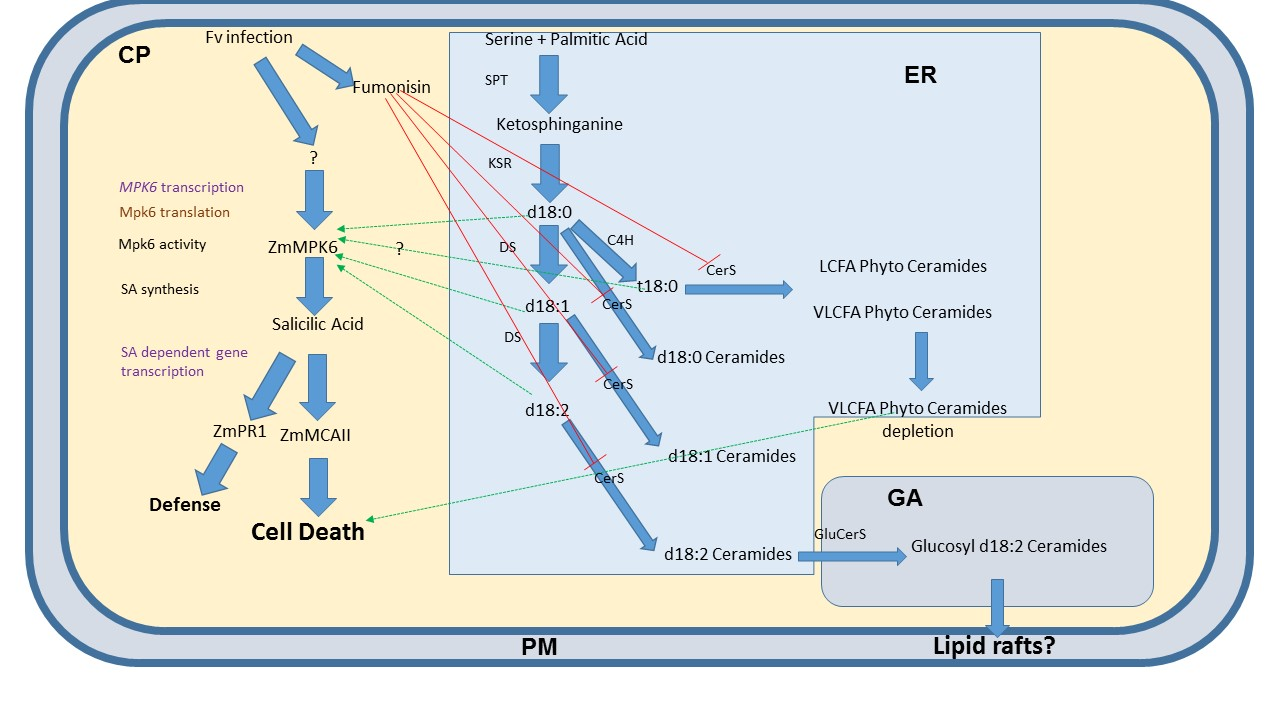 Fv infection
CP
Fumonisin
?
MPK6 transcription
Mpk6 translation
Mpk6 activity
ZmMPK6
?
SA synthesis
Salicilic Acid
SA dependent gene
transcription
ZmPR1
ZmMCAII
Defense
Cell Death
Serine + Palmitic Acid
ER
SPT
Ketosphinganine
KSR
d18:0
DS
C4H
t18:0
CerS
LCFA Phyto Ceramides
VLCFA Phyto Ceramides
d18:1
CerS
DS
d18:0 Ceramides
CerS
d18:2
VLCFA Phyto Ceramides
depletion
d18:1 Ceramides
CerS
GA
d18:2 Ceramides
GluCerS
Glucosyl d18:2 Ceramides
PM
Lipid rafts?